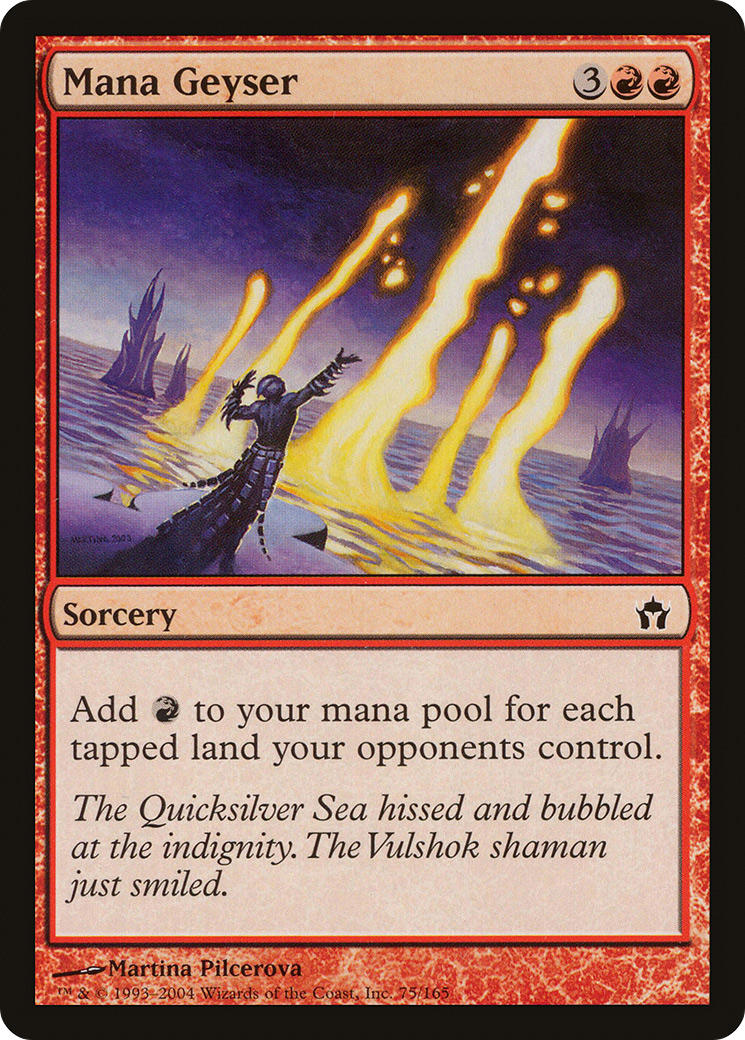 Mana Geyser 3
Sorcery
Add to your mana pool for each
tapped land your opponents control.
The Quicksilver Sea hissed and bubbled
at the indignity. The Vulshok shaman
just smiled.
Martina Pilcerova
™ & © 1993–2004 Wizards of the Coast, Inc. 75/165